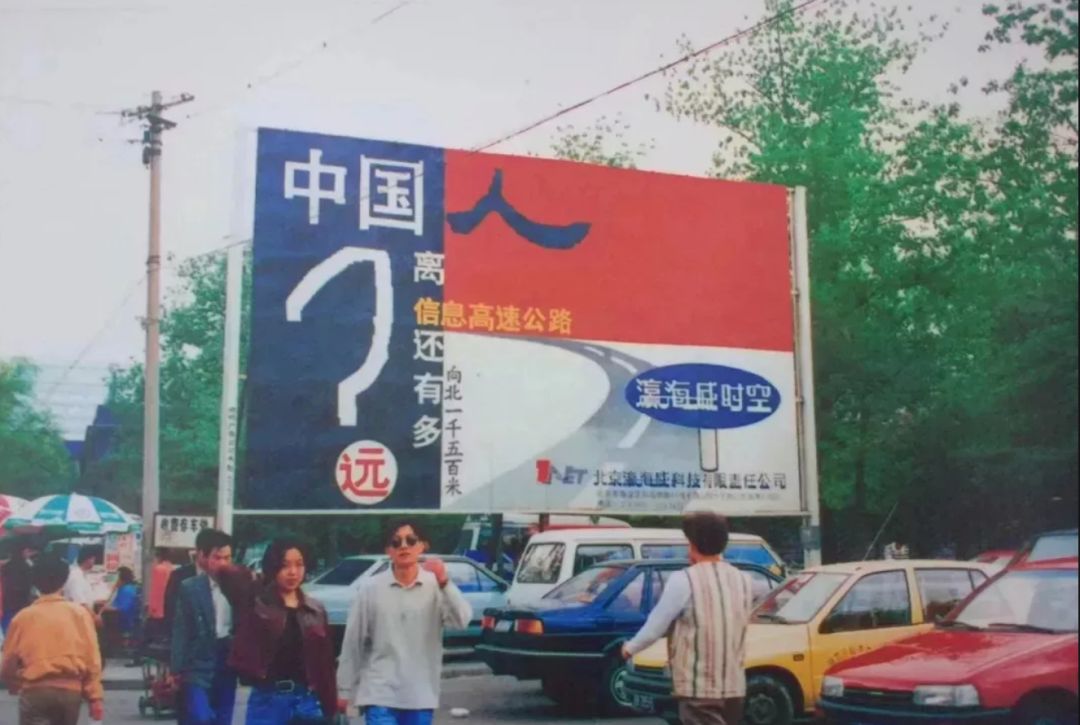 中国人
离
信息高速公路
还有多
远
?
向北一千五百米
瀛海威时空
1NET 北京瀛海威科技有限责任公司